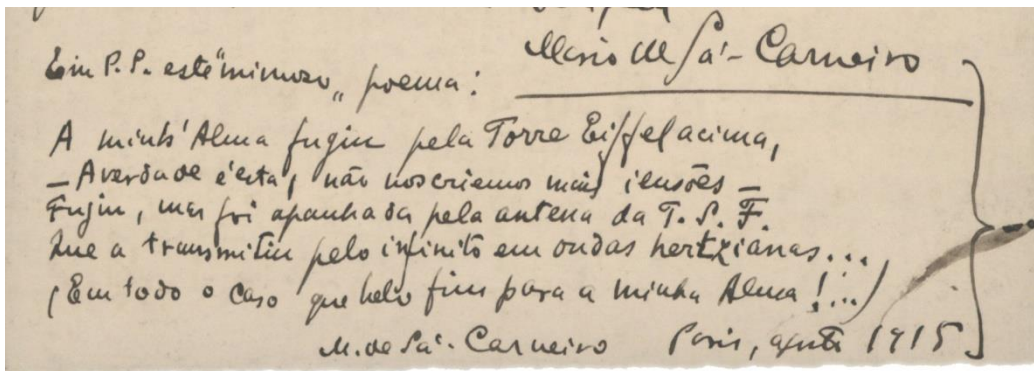 Mario de Sá-Carneiro
Em P.P. este "mimoso" poema:
A minh'Alma fugiu pela Torre Eiffel acima,
– A verdade é esta, não nos criemos mais ilusões –
Fugiu, mas foi apanhada pela antena da T. S. F.
Que a transmitiu pelo infinito em ondas hertzianas...
(Em todo o caso que belo fim para a minha Alma!...)
M. de Sá-Carneiro Paris, agosto 1915